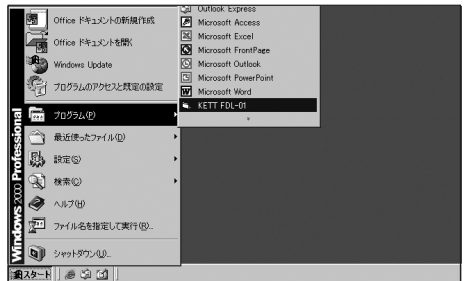 Office ドキュメントの新規作成
Office ドキュメントを開く
Windows Update
プログラムのアクセスと既定の設定
プログラム(P)
最近使ったファイル(D)
設定(S)
検索(C)
ヘルプ(H)
ファイル名を指定して実行(R)...
シャットダウン(U)...
Windows 2000 Professional
Outlook Express
Microsoft Access
Microsoft Excel
Microsoft FrontPage
Microsoft Outlook
Microsoft PowerPoint
Microsoft Word
KETT FDL-01
スタート